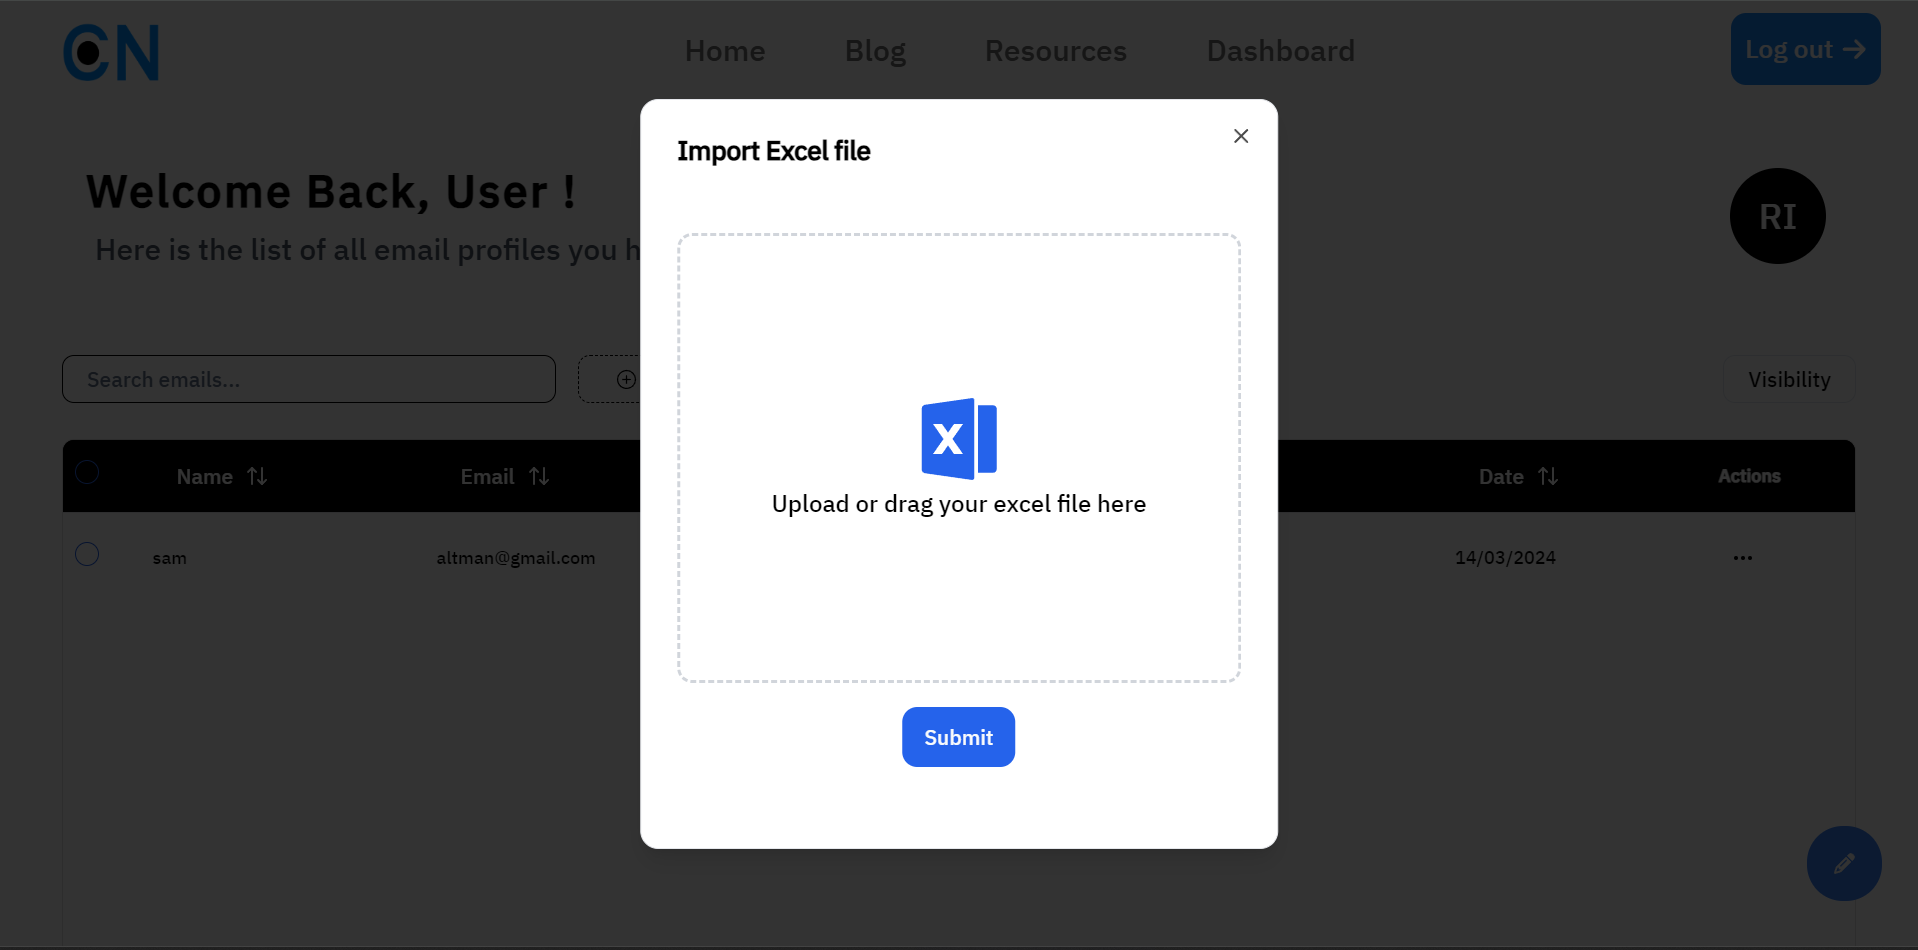 CN
Home
Blog
Resources
Dashboard
Log out
Import Excel file
Welcome Back, User !
RI
Here is the list of all email profiles you h
Search emails...
Visibility
X
Name
Email
Date
Actions
Upload or drag your excel file here
sam
altman@gmail.com
14/03/2024
Submit